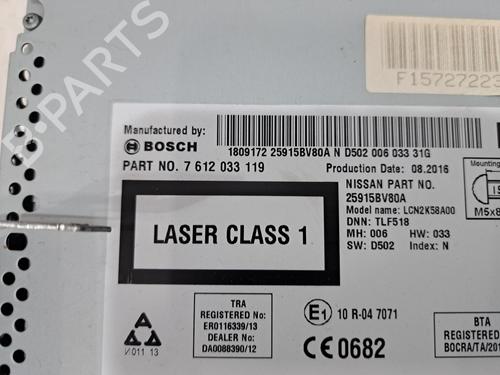 B-PARTS
F15727223
Manufactured by:
BOSCH
1809172 25915BV80A N D502 006 033 31G
PART NO. 7 612 033 119
Production Date: 08.2016
Mounting
NISSAN PART NO.
25915BV80A
Model name: LCN2K58A00
DNN: TLF518
MH: 006 HW: 033
SW: D502 Index: N
M5x8
LASER CLASS 1
TRA
REGISTERED No:
ER0116339/13
DEALER No:
DA0088390/12
E1 10 R-04 7071
CE0682
BTA
REGISTERED
BOCRA/TA/201